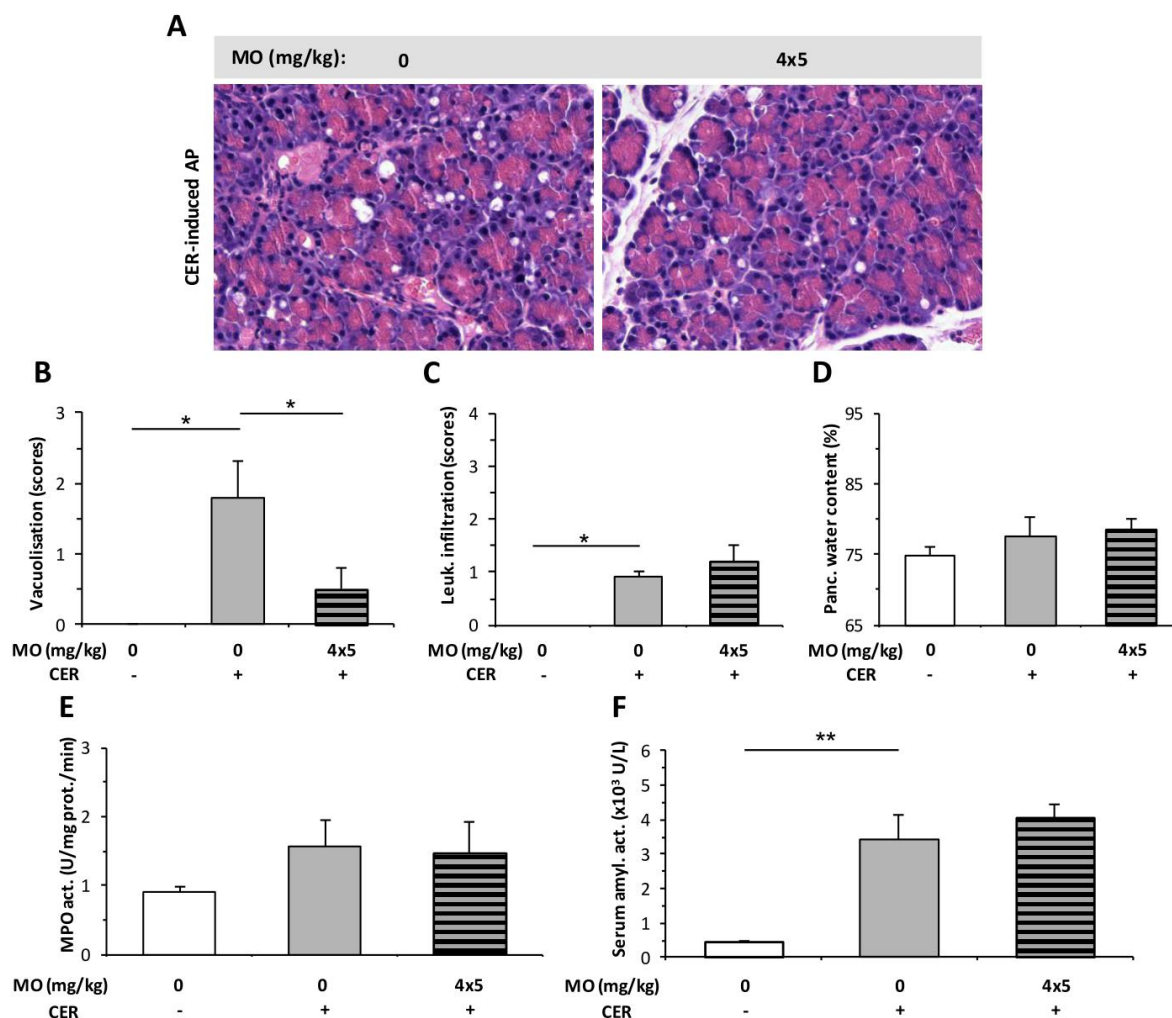 A
MO (mg/kg): 0 4x5
CER-induced AP
B
Vacuolisation (scores)
3
2
1
0
*
*
MO (mg/kg) 0 0 4x5
CER - + +
C
Leuk. infiltration (scores)
4
3
2
1
0
*
MO (mg/kg) 0 0 4x5
CER - + +
D
Panc. water content (%)
95
85
75
65
MO (mg/kg) 0 0 4x5
CER - + +
E
MPO act. (U/mg prot./min)
3
2
1
0
MO (mg/kg) 0 0 4x5
CER - + +
F
Serum amyl. act. (x10³ U/L)
6
5
4
3
2
1
0
**
MO (mg/kg) 0 0 4x5
CER - + +